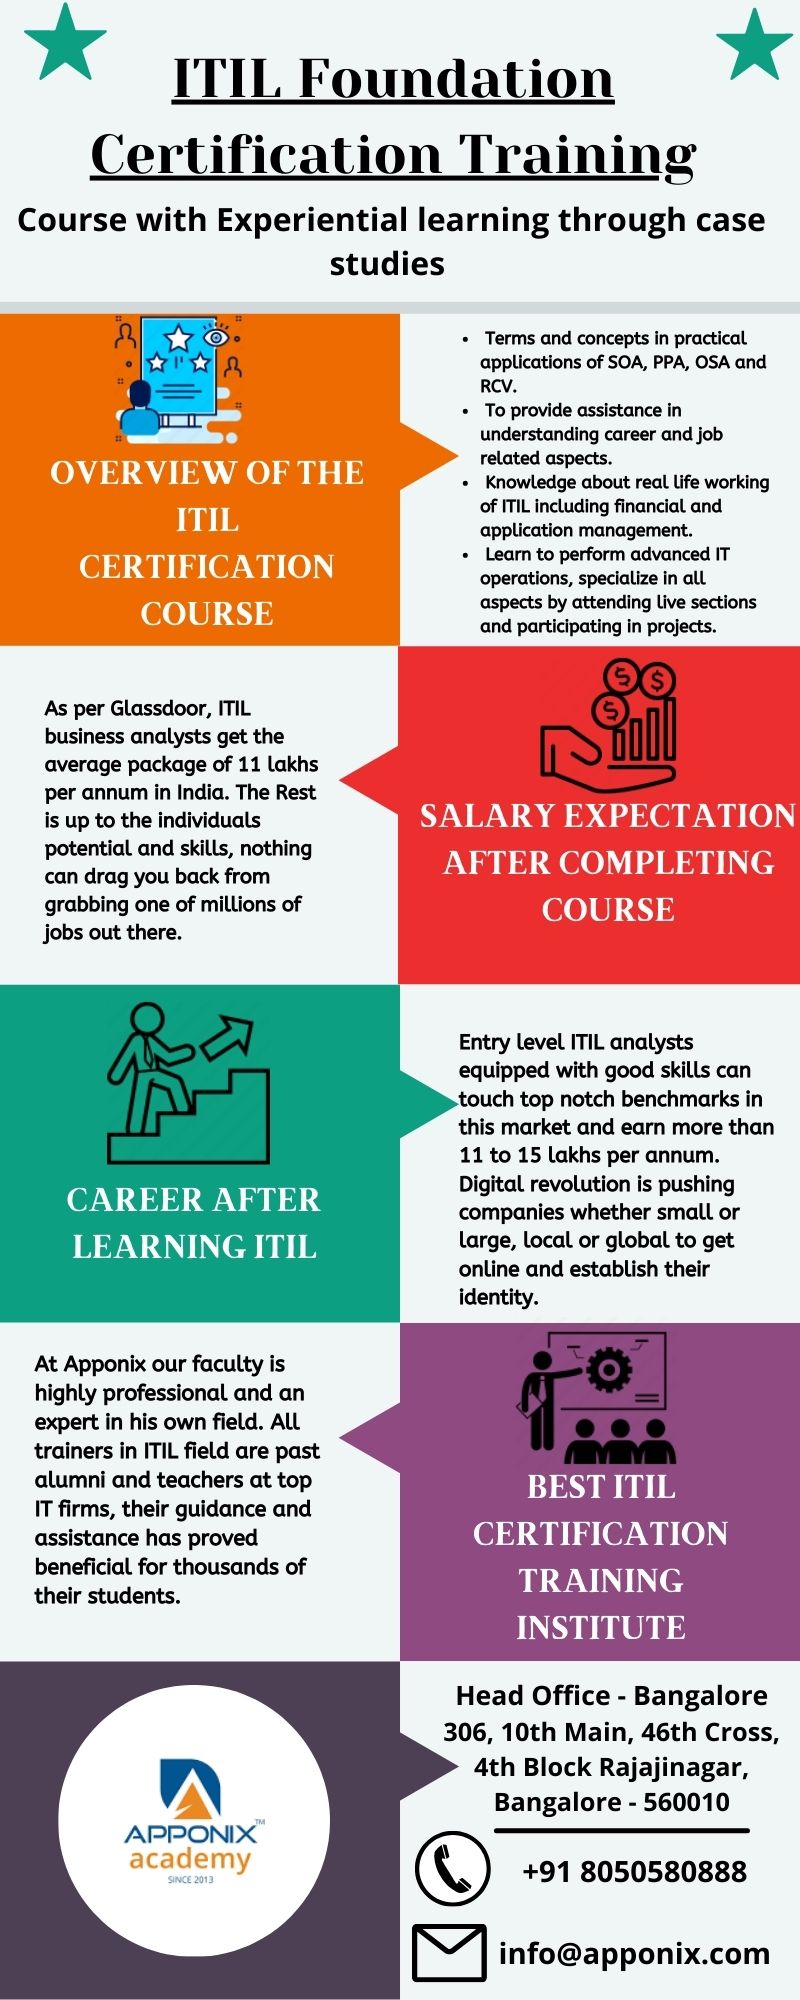 ITIL Foundation
Certification Training
Course with Experiential learning through case
studies
OVERVIEW OF THE
ITIL
CERTIFICATION
COURSE
• Terms and concepts in practical
applications of SOA, PPA, OSA and
RCV.
• To provide assistance in
understanding career and job
related aspects.
• Knowledge about real life working
of ITIL including financial and
application management.
• Learn to perform advanced IT
operations, specialize in all
aspects by attending live sections
and participating in projects.
As per Glassdoor, ITIL
business analysts get the
average package of 11 lakhs
per annum in India. The Rest
is up to the individuals
potential and skills, nothing
can drag you back from
grabbing one of millions of
jobs out there.
SALARY EXPECTATION
AFTER COMPLETING
COURSE
CAREER AFTER
LEARNING ITIL
Entry level ITIL analysts
equipped with good skills can
touch top notch benchmarks in
this market and earn more than
11 to 15 lakhs per annum.
Digital revolution is pushing
companies whether small or
large, local or global to get
online and establish their
identity.
At Apponix our faculty is
highly professional and an
expert in his own field. All
trainers in ITIL field are past
alumni and teachers at top
IT firms, their guidance and
assistance has proved
beneficial for thousands of
their students.
BEST ITIL
CERTIFICATION
TRAINING
INSTITUTE
APPONIX™
academy
SINCE 2013
Head Office - Bangalore
306, 10th Main, 46th Cross,
4th Block Rajajinagar,
Bangalore - 560010
+91 8050580888
info@apponix.com